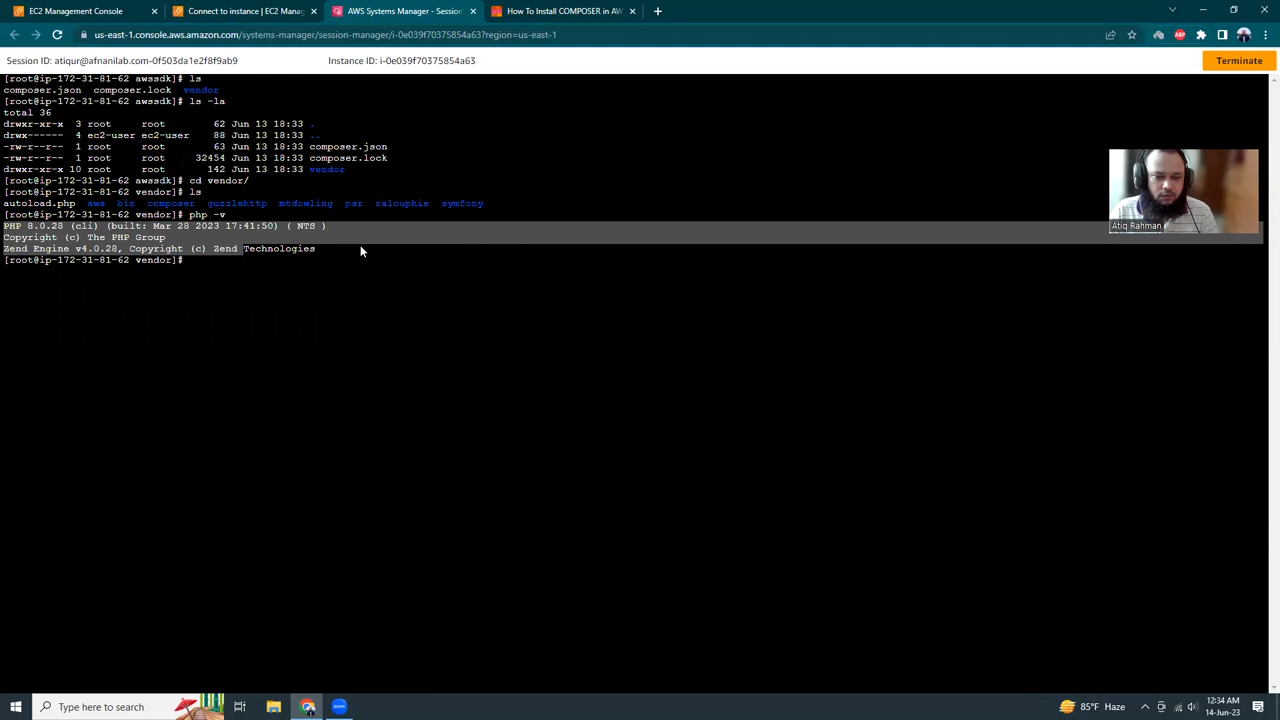 EC2 Management Console
Connect to instance | EC2 Manag
AWS Systems Manager - Session
How To Install COMPOSER in AW
us-east-1.console.aws.amazon.com/systems-manager/session-manager/i-0e039f70375854a63?region=us-east-1
ABP
Session ID: atiqur@afnanilab.com-0f503da1e2f8f9ab9
Instance ID: i-0e039f70375854a63
Terminate
[root@ip-172-31-81-62 awssdk]# ls
composer.json  composer.lock  vendor
[root@ip-172-31-81-62 awssdk]# ls -la
total 36
drwxr-xr-x  3 root     root        62 Jun 13 18:33 .
drwx------  4 ec2-user ec2-user    88 Jun 13 18:33 ..
-rw-r--r--  1 root     root        63 Jun 13 18:33 composer.json
-rw-r--r--  1 root     root     32454 Jun 13 18:33 composer.lock
drwxr-xr-x 10 root     root       142 Jun 13 18:33 vendor
[root@ip-172-31-81-62 awssdk]# cd vendor/
[root@ip-172-31-81-62 vendor]# ls
autoload.php  aws  bin  composer  guzzlehttp  mtdowling  psr  ralouphie  symfony
[root@ip-172-31-81-62 vendor]# php -v
PHP 8.0.28 (cli) (built: Mar 28 2023 17:41:50) ( NTS )
Copyright (c) The PHP Group
Zend Engine v4.0.28, Copyright (c) Zend Technologies
[root@ip-172-31-81-62 vendor]#
Atiq Rahman
Type here to search
zoom
85°F Haze
12:34 AM
14-Jun-23